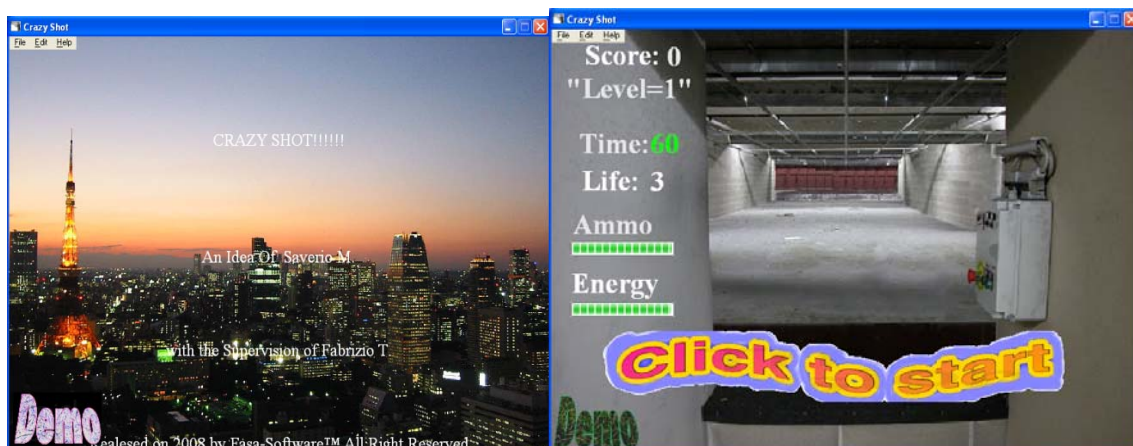 Crazy Shot
File Edit Help
CRAZY SHOT!!!!!!
An Idea Of Saverio M.
with the Supervision of Fabrizio T
Demo
Realesed on 2008 by Fasa-Software™ All Right Reserved
Crazy Shot
File Edit Help
Score: 0
"Level=1"
Time:60
Life: 3
Ammo
Energy
Click to start
Demo